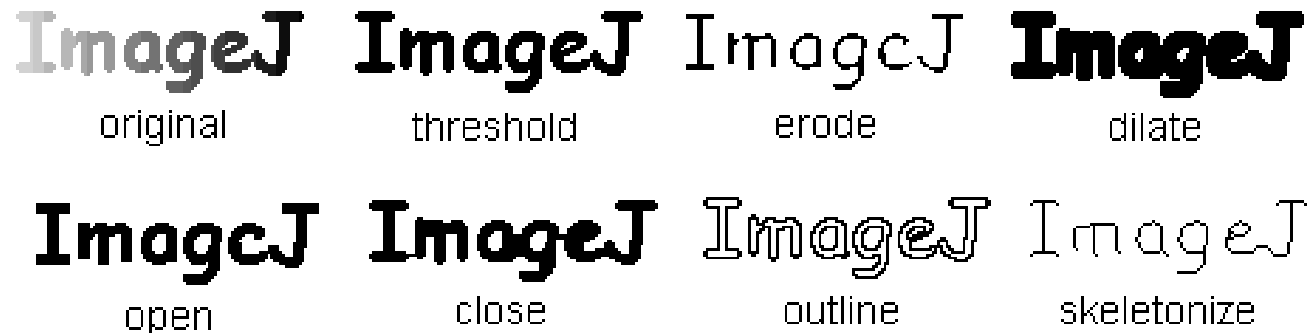 ImageJ ImageJ ImagcJ ImageJ
original threshold erode dilate
ImagcJ ImageJ ImageJ ImageJ
open close outline skeletonize